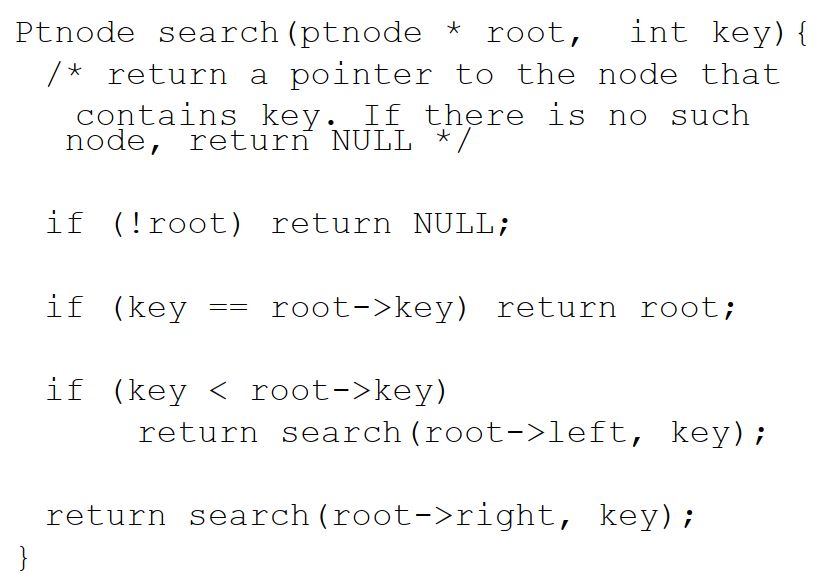 Ptnode search(ptnode * root,  int key){
/* return a pointer to the node that
contains key. If there is no such
node, return NULL */
if (!root) return NULL;
if (key == root->key) return root;
if (key < root->key)
return search(root->left, key);
return search(root->right, key);
}